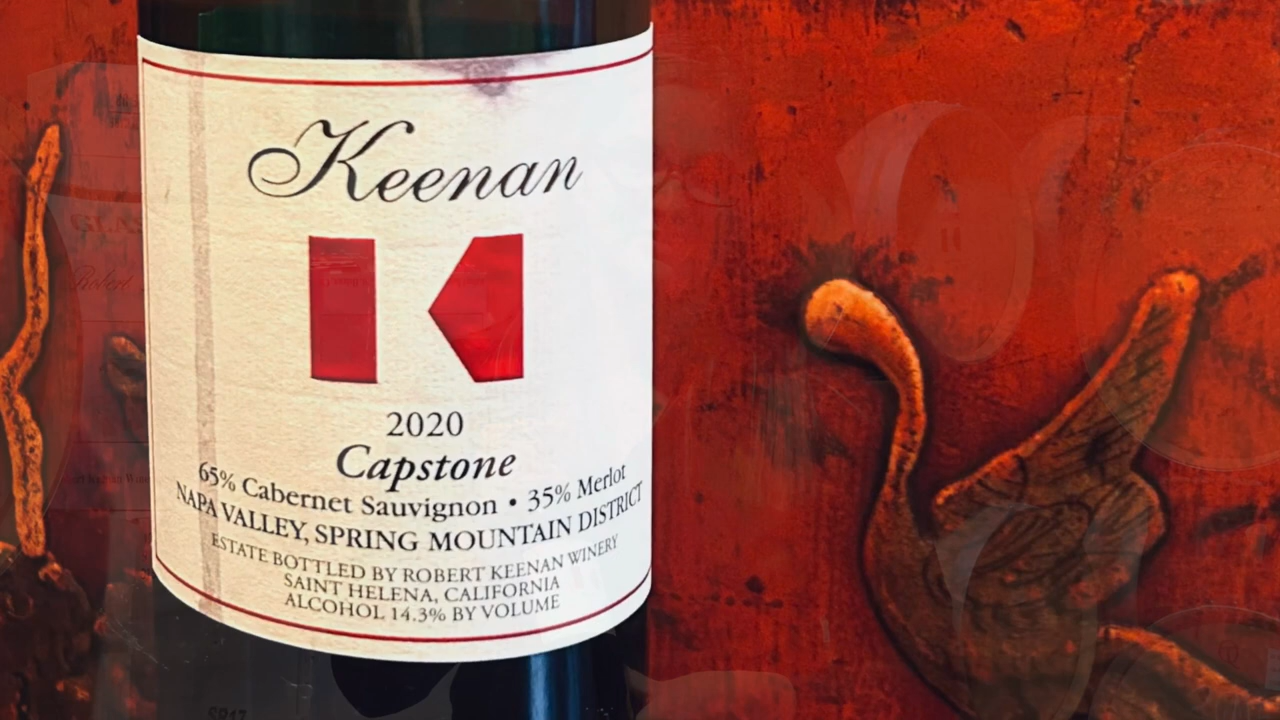 Keenan
2020
Capstone
65% Cabernet Sauvignon • 35% Merlot
NAPA VALLEY, SPRING MOUNTAIN DISTRICT
ESTATE BOTTLED BY ROBERT KEENAN WINERY
SAINT HELENA, CALIFORNIA
ALCOHOL 14.3% BY VOLUME